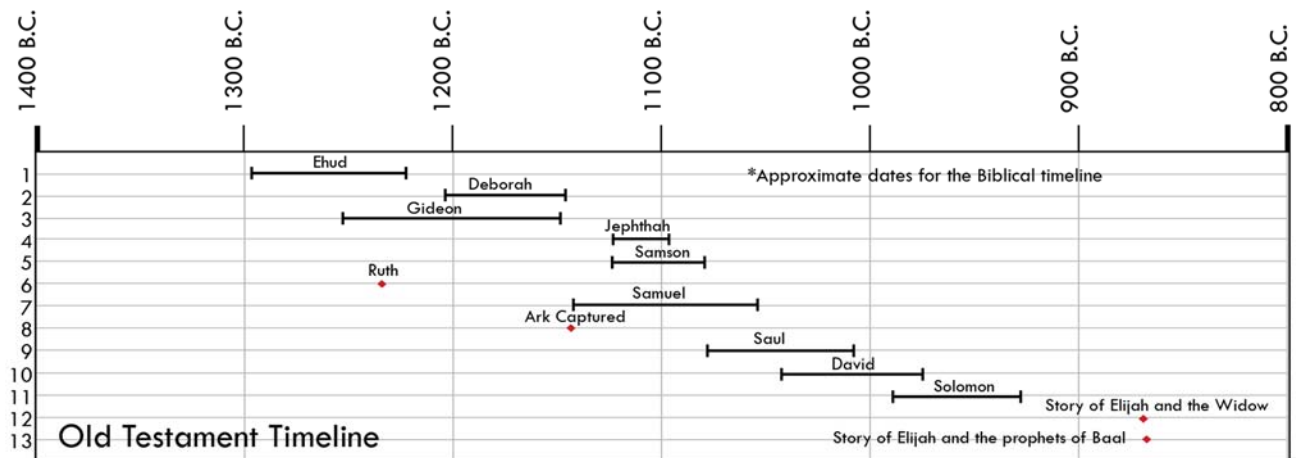 1400 B.C.
1300 B.C.
1200 B.C.
1100 B.C.
1000 B.C.
900 B.C.
800 B.C.
1
Ehud
*Approximate dates for the Biblical timeline
2
Deborah
3
Gideon
4
Jephthah
5
Samson
6
Ruth
7
Samuel
8
Ark Captured
9
Saul
10
David
11
Solomon
12
Story of Elijah and the Widow
13
Story of Elijah and the prophets of Baal
Old Testament Timeline